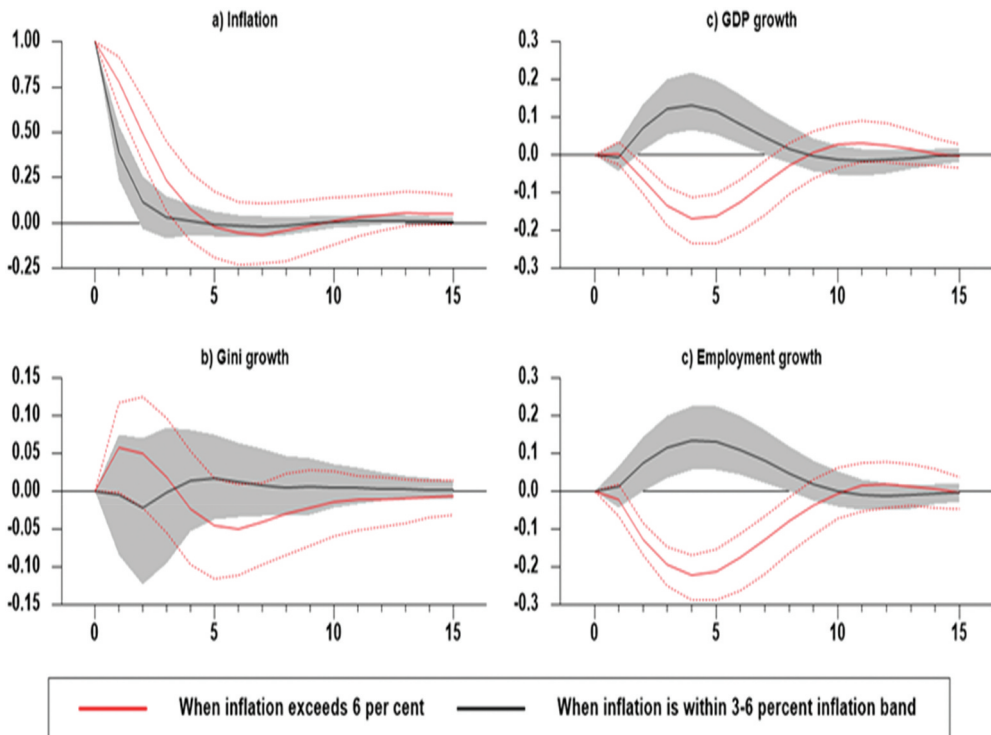 a) Inflation
1.00
0.75
0.50
0.25
0.00
-0.25
0 5 10 15
c) GDP growth
0.3
0.2
0.1
0.0
-0.1
-0.2
-0.3
0 5 10 15
b) Gini growth
0.15
0.10
0.05
0.00
-0.05
-0.10
-0.15
0 5 10 15
c) Employment growth
0.3
0.2
0.1
0.0
-0.1
-0.2
-0.3
0 5 10 15
When inflation exceeds 6 per cent
When inflation is within 3-6 percent inflation band